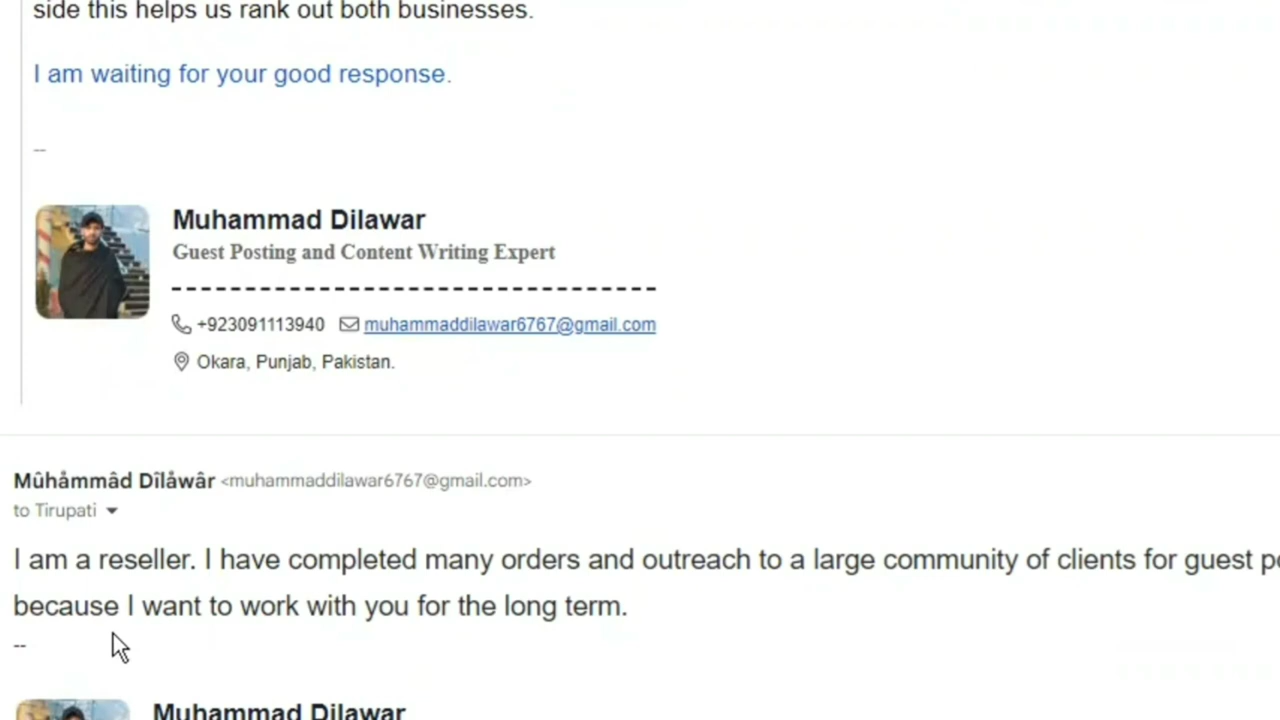 side this helps us rank out both businesses.
I am waiting for your good response.
--
Muhammad Dilawar
Guest Posting and Content Writing Expert
---------------------------------
+923091113940 muhammaddilawar6767@gmail.com
Okara, Punjab, Pakistan.
Mûhåmmâd Dîlåwâr <muhammaddilawar6767@gmail.com>
to Tirupati
I am a reseller. I have completed many orders and outreach to a large community of clients for guest
because I want to work with you for the long term.
--
Muhammad Dilawar